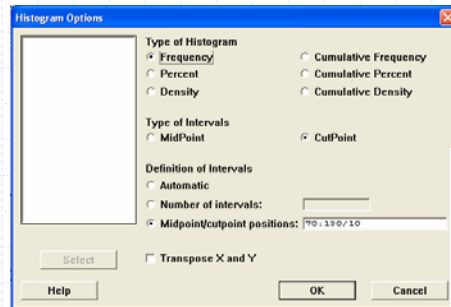 Histogram Options
Type of Histogram
Frequency
Cumulative Frequency
Percent
Cumulative Percent
Density
Cumulative Density
Type of Intervals
MidPoint
CutPoint
Definition of Intervals
Automatic
Number of intervals:
Midpoint/cutpoint positions: 70:190/10
Select
Transpose X and Y
Help
OK
Cancel